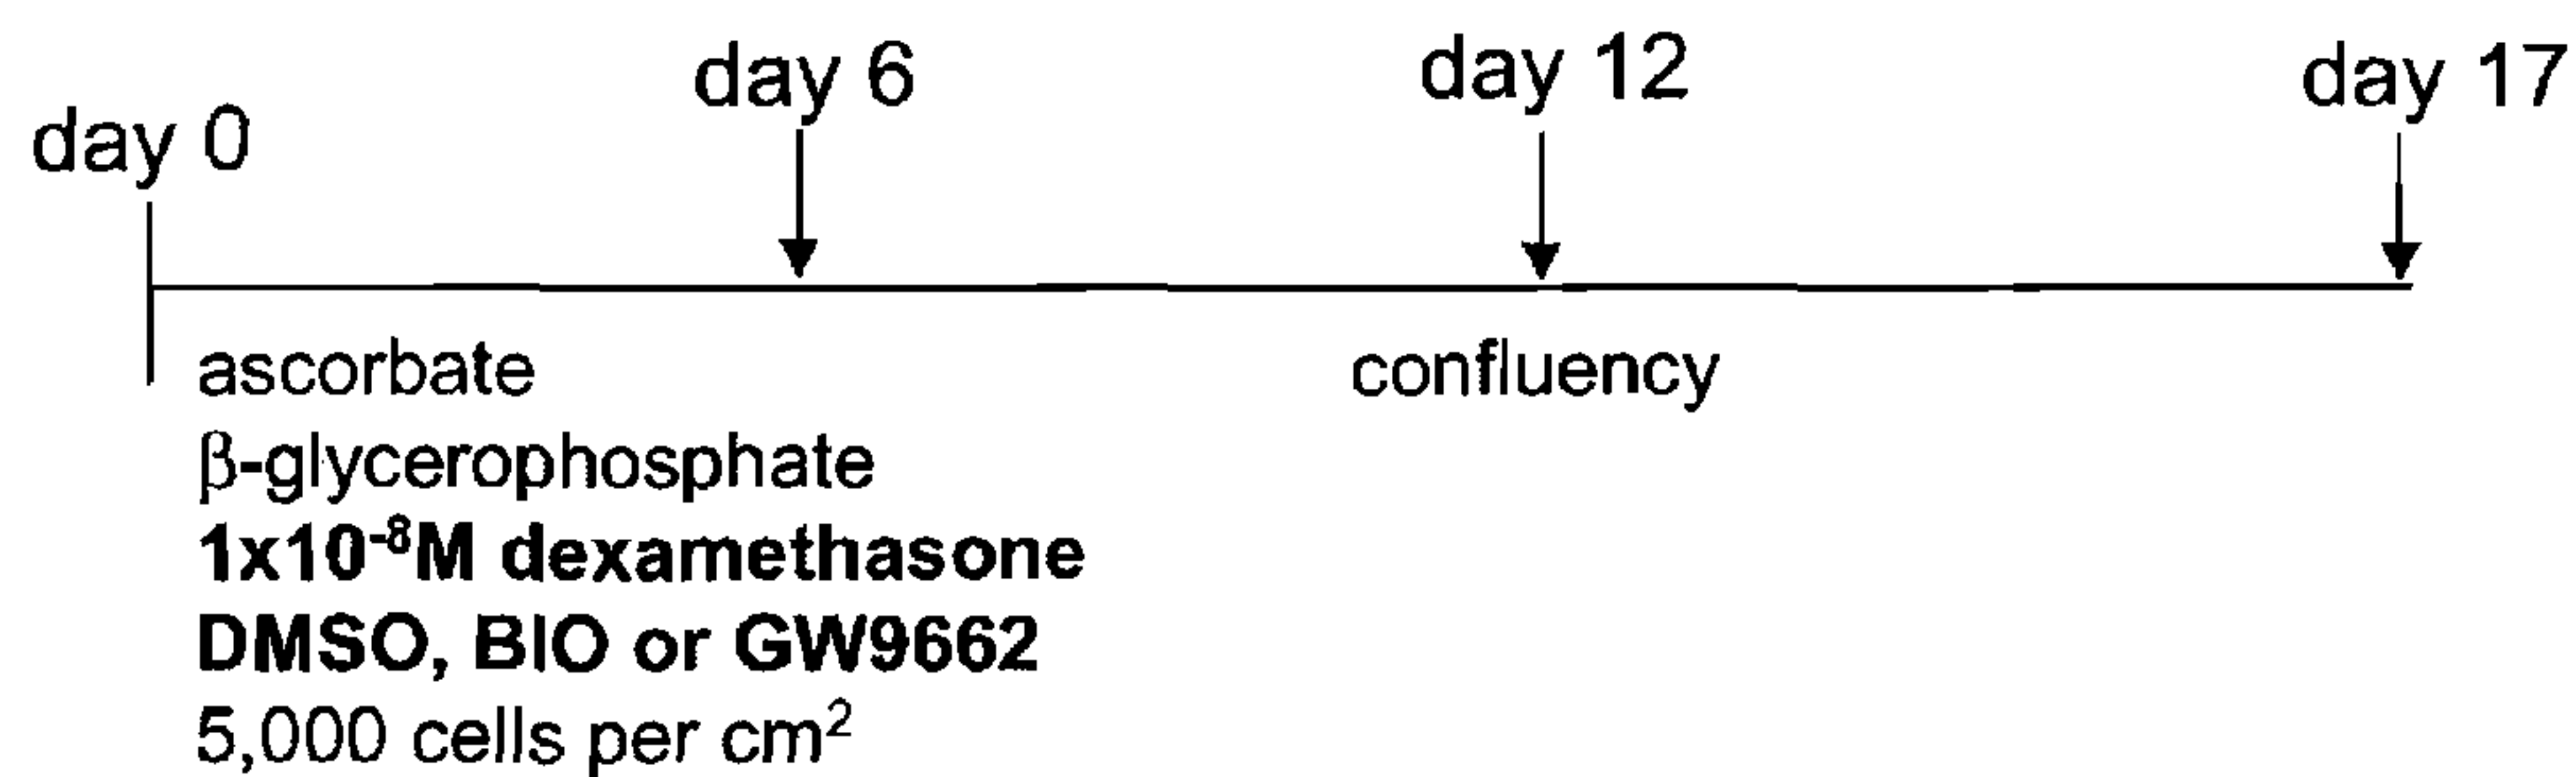 day 0
day 6
day 12
day 17
ascorbate
confluency
β-glycerophosphate
1x10⁻⁸M dexamethasone
DMSO, BIO or GW9662
5,000 cells per cm²